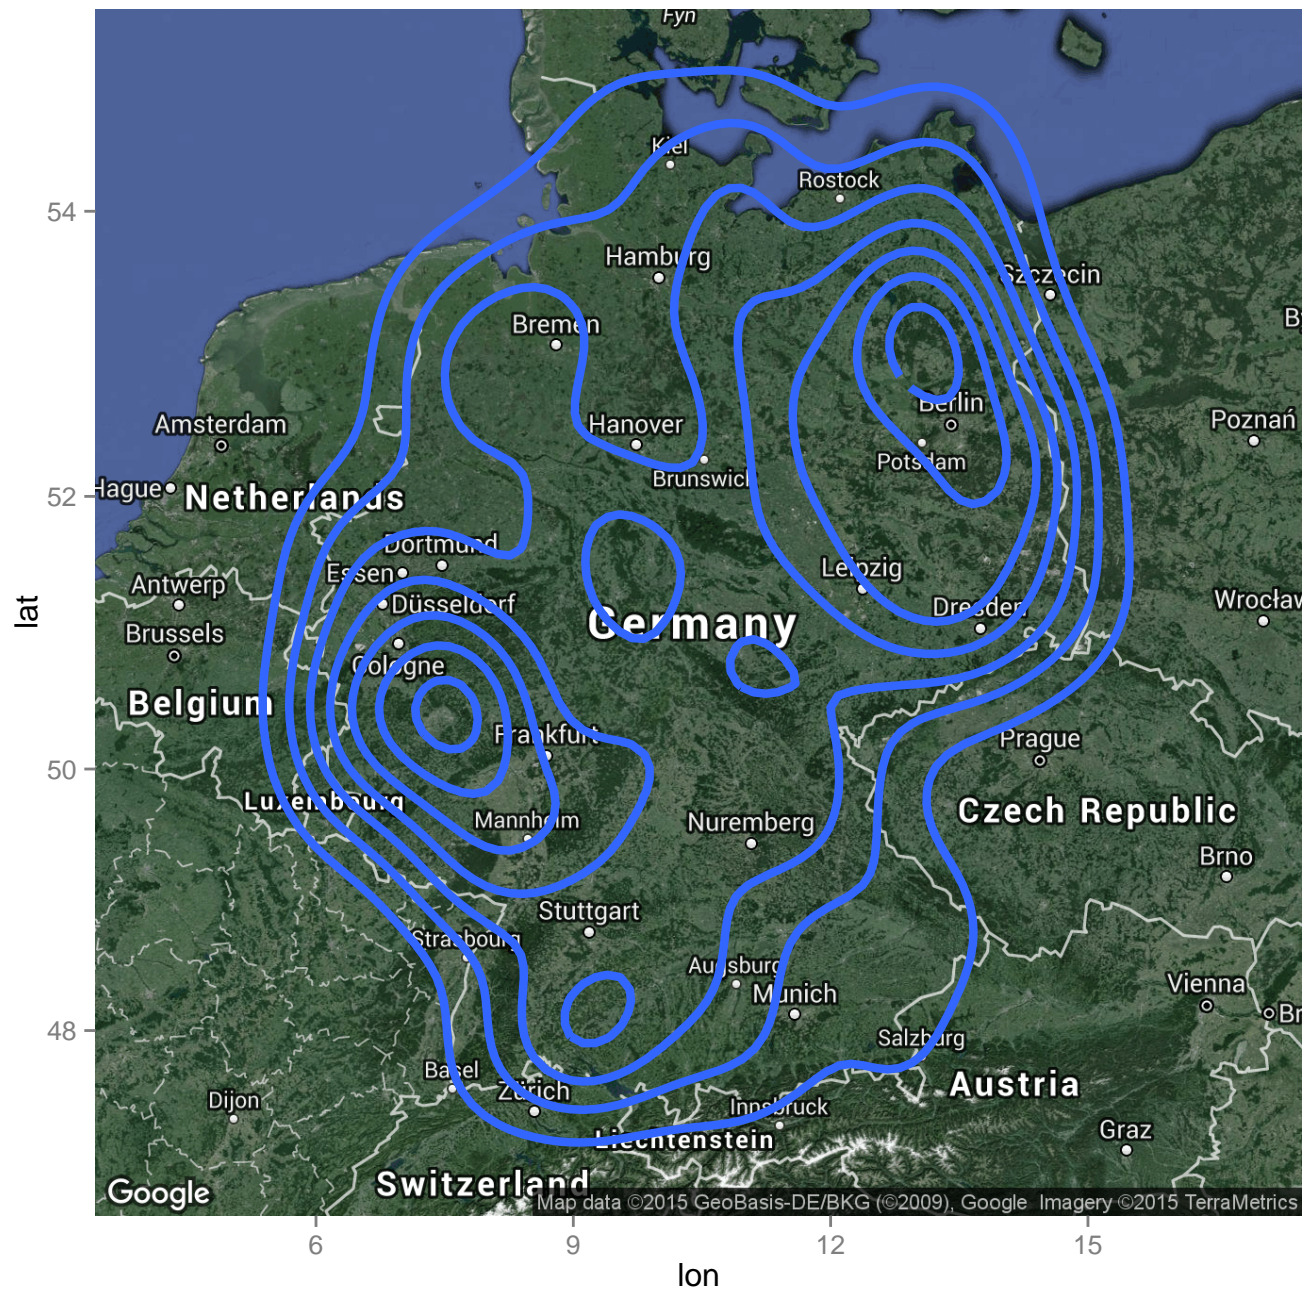 Fyn
Kiel
Rostock
54
Hamburg
Szczecin
Bremen
B
Berlin
Amsterdam
Hanover
Poznań
Potsdam
Brunswick
Hague
52
Netherlands
Dortmund
Essen
Leipzig
Antwerp
Düsseldorf
Wrocław
lat
Dresden
Germany
Brussels
Cologne
Belgium
Frankfurt
Prague
50
Luxembourg
Czech Republic
Mannheim
Nuremberg
Brno
Stuttgart
Strasbourg
Augsburg
Munich
Vienna
Br
48
Salzburg
Basel
Zürich
Austria
Dijon
Innsbruck
Graz
Liechtenstein
Switzerland
Google
Map data ©2015 GeoBasis-DE/BKG (©2009), Google Imagery ©2015 TerraMetrics
6 9 12 15
lon